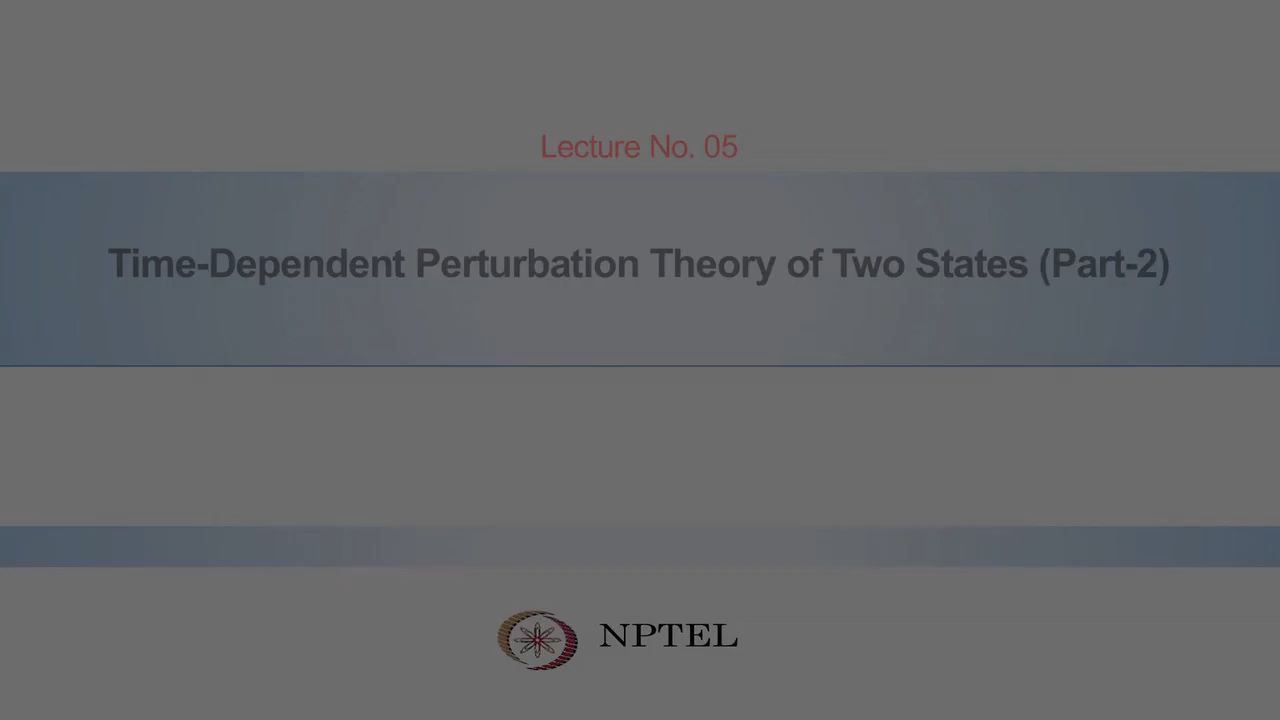 Lecture No. 05
Time-Dependent Perturbation Theory of Two States (Part-2)
NPTEL